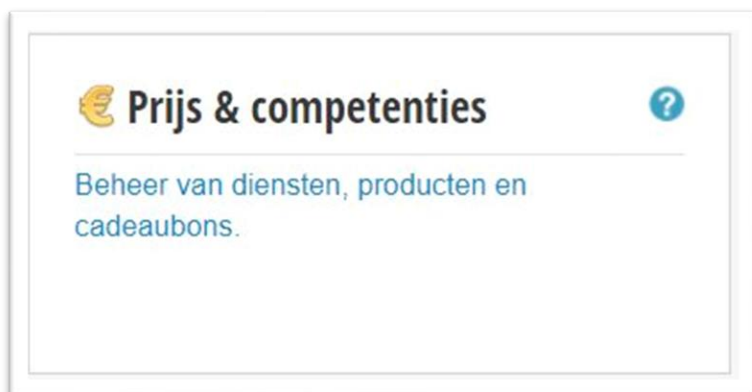 € Prijs & competenties ?
Beheer van diensten, producten en
cadeaubons.